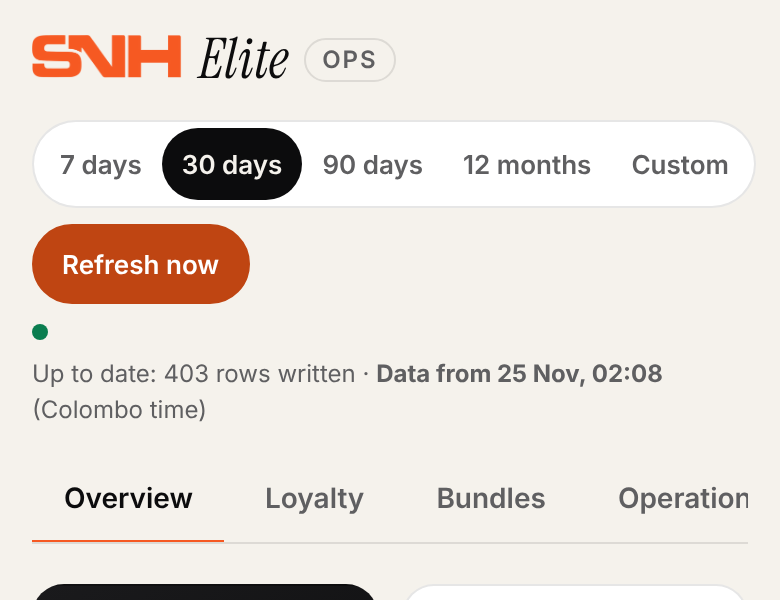 SNH Elite OPS
7 days 30 days 90 days 12 months Custom
Refresh now
Up to date: 403 rows written · Data from 25 Nov, 02:08
(Colombo time)
Overview Loyalty Bundles Operation